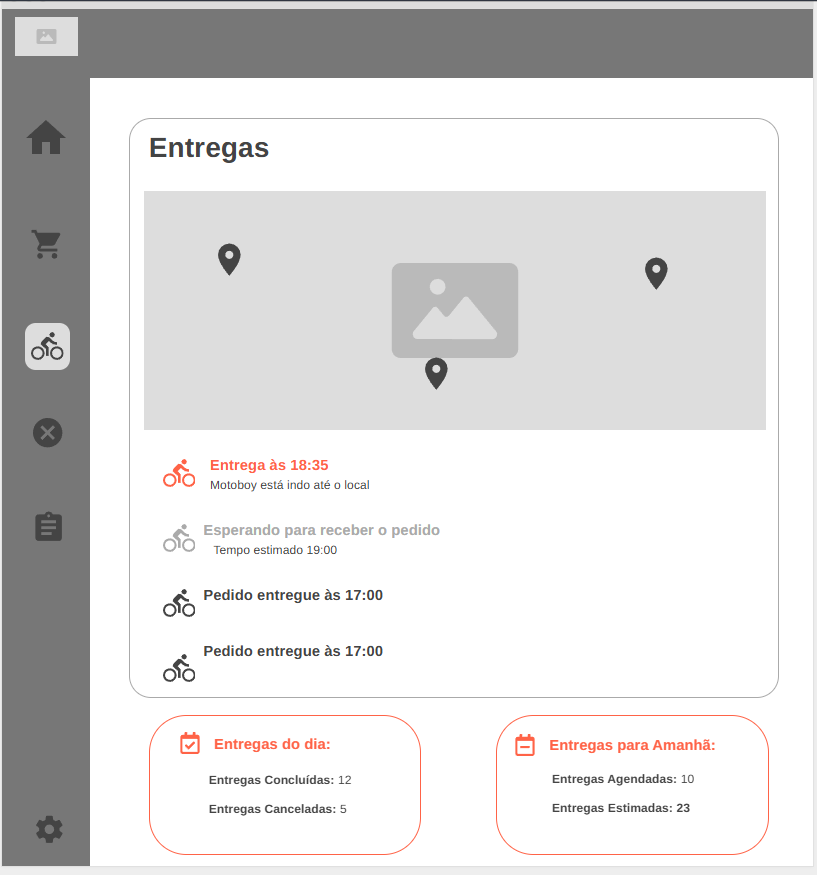 Entregas
Entrega às 18:35
Motoboy está indo até o local
Esperando para receber o pedido
Tempo estimado 19:00
Pedido entregue às 17:00
Pedido entregue às 17:00
Entregas do dia:
Entregas Concluídas: 12
Entregas Canceladas: 5
Entregas para Amanhã:
Entregas Agendadas: 10
Entregas Estimadas: 23